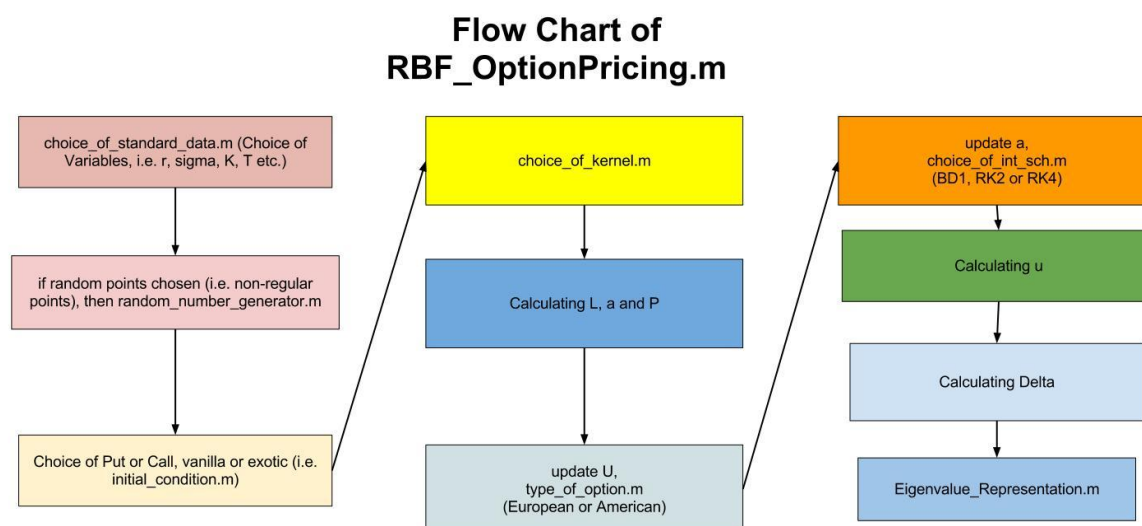 Flow Chart of
RBF_OptionPricing.m
choice_of_standard_data.m (Choice of
Variables, i.e. r, sigma, K, T etc.)
if random points chosen (i.e. non-regular
points), then random_number_generator.m
Choice of Put or Call, vanilla or exotic (i.e.
initial_condition.m)
choice_of_kernel.m
Calculating L, a and P
update U,
type_of_option.m
(European or American)
update a,
choice_of_int_sch.m
(BD1, RK2 or RK4)
Calculating u
Calculating Delta
Eigenvalue_Representation.m